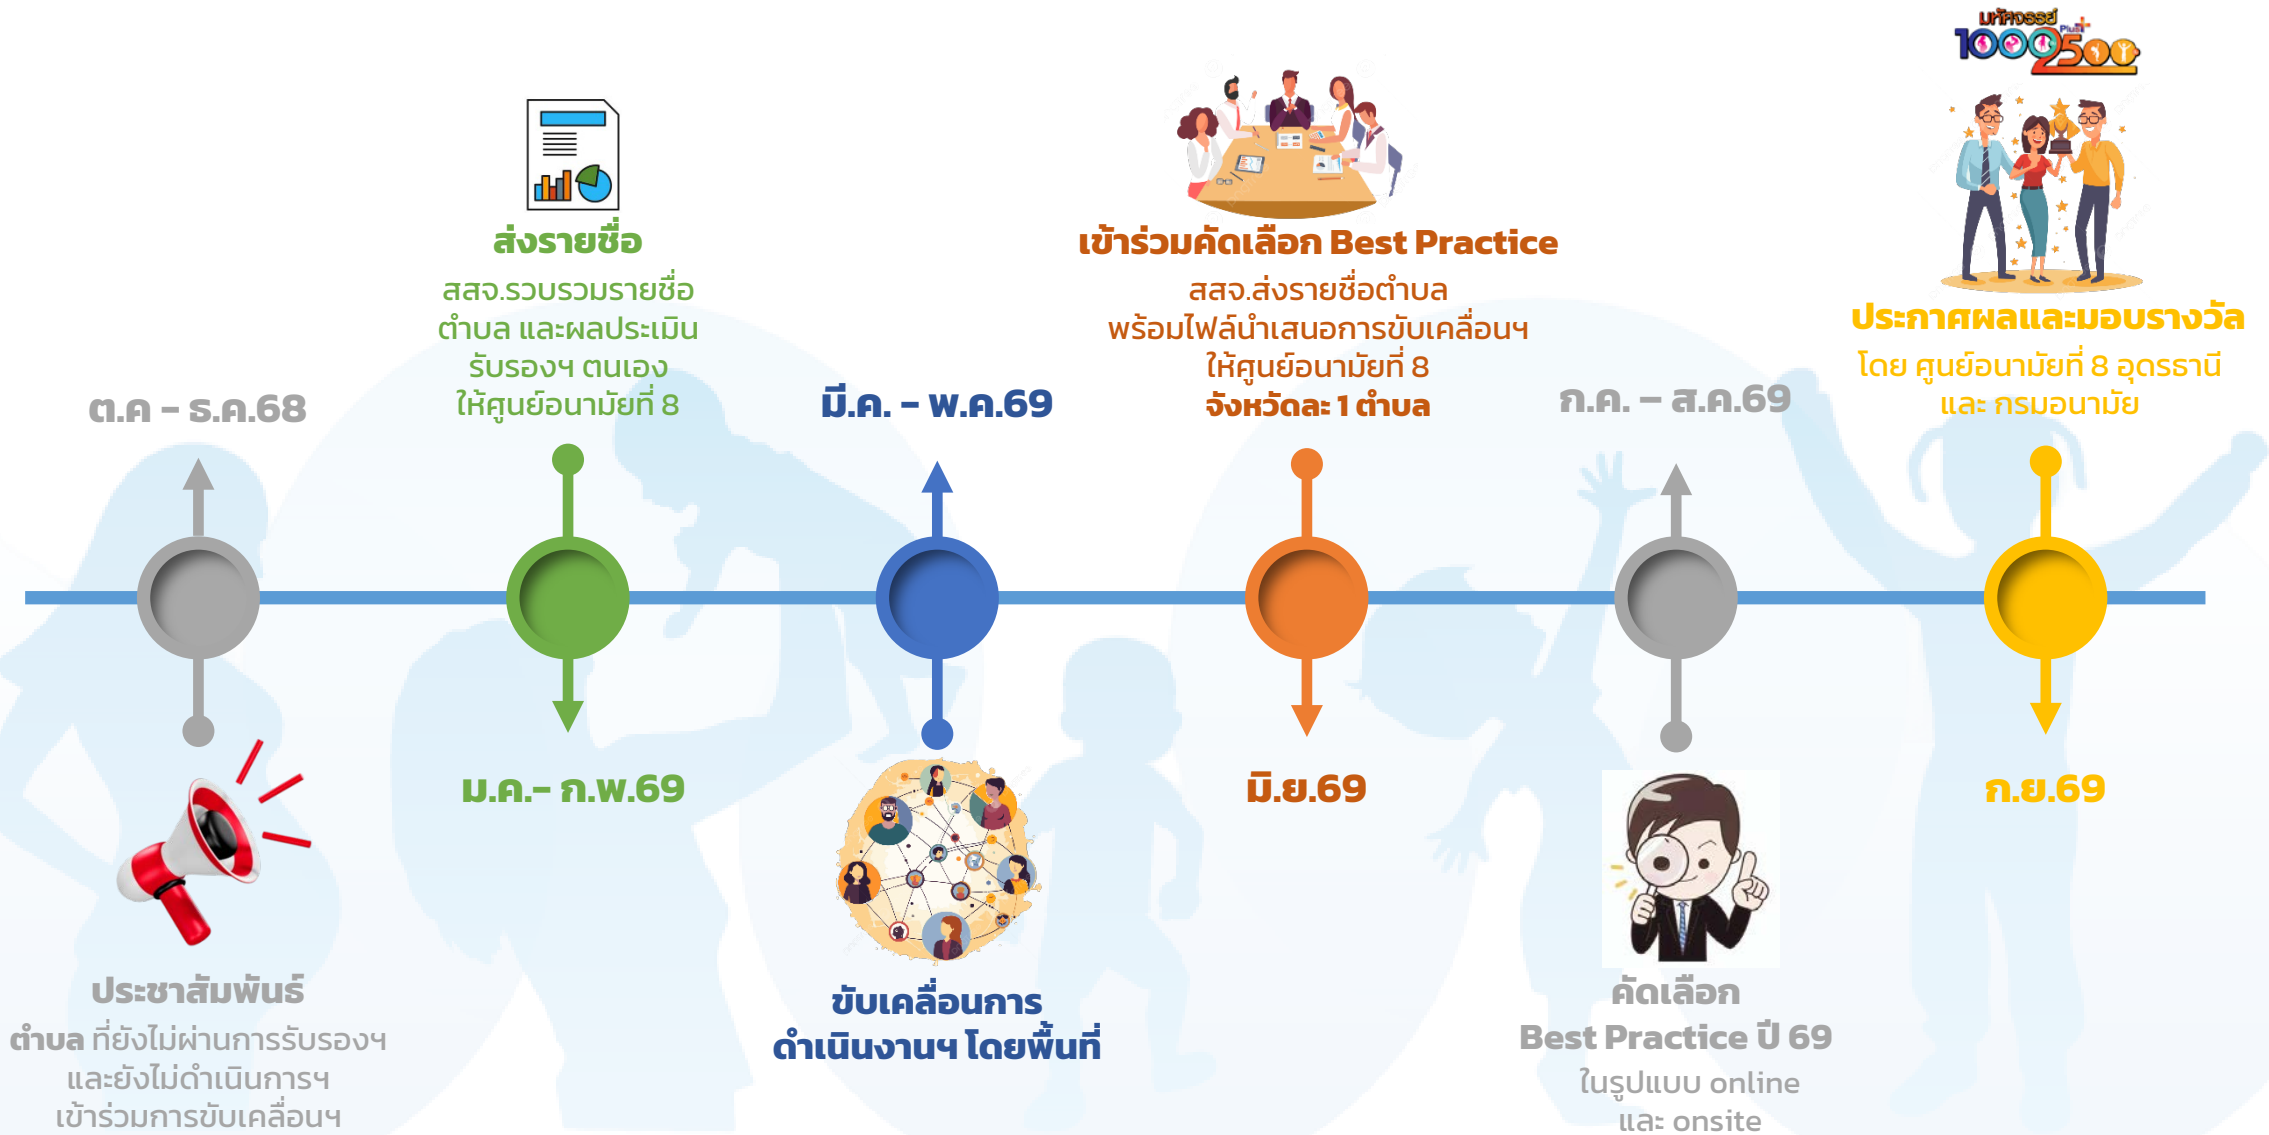 มหัศจรรย์
1000 Plus+ 2500
ส่งรายชื่อ
สสจ.รวบรวมรายชื่อ
ตำบล และผลประเมิน
รับรองฯ ตนเอง
ให้ศูนย์อนามัยที่ 8
เข้าร่วมคัดเลือก Best Practice
สสจ.ส่งรายชื่อตำบล
พร้อมไฟล์นำเสนอการขับเคลื่อนฯ
ให้ศูนย์อนามัยที่ 8
จังหวัดละ 1 ตำบล
ประกาศผลและมอบรางวัล
โดย ศูนย์อนามัยที่ 8 อุดรธานี
และ กรมอนามัย
ต.ค – ธ.ค.68
มี.ค. – พ.ค.69
ก.ค. – ส.ค.69
ม.ค.– ก.พ.69
มิ.ย.69
ก.ย.69
ประชาสัมพันธ์
ตำบล ที่ยังไม่ผ่านการรับรองฯ
และยังไม่ดำเนินการฯ
เข้าร่วมการขับเคลื่อนฯ
ขับเคลื่อนการ
ดำเนินงานฯ โดยพื้นที่
คัดเลือก
Best Practice ปี 69
ในรูปแบบ online
และ onsite